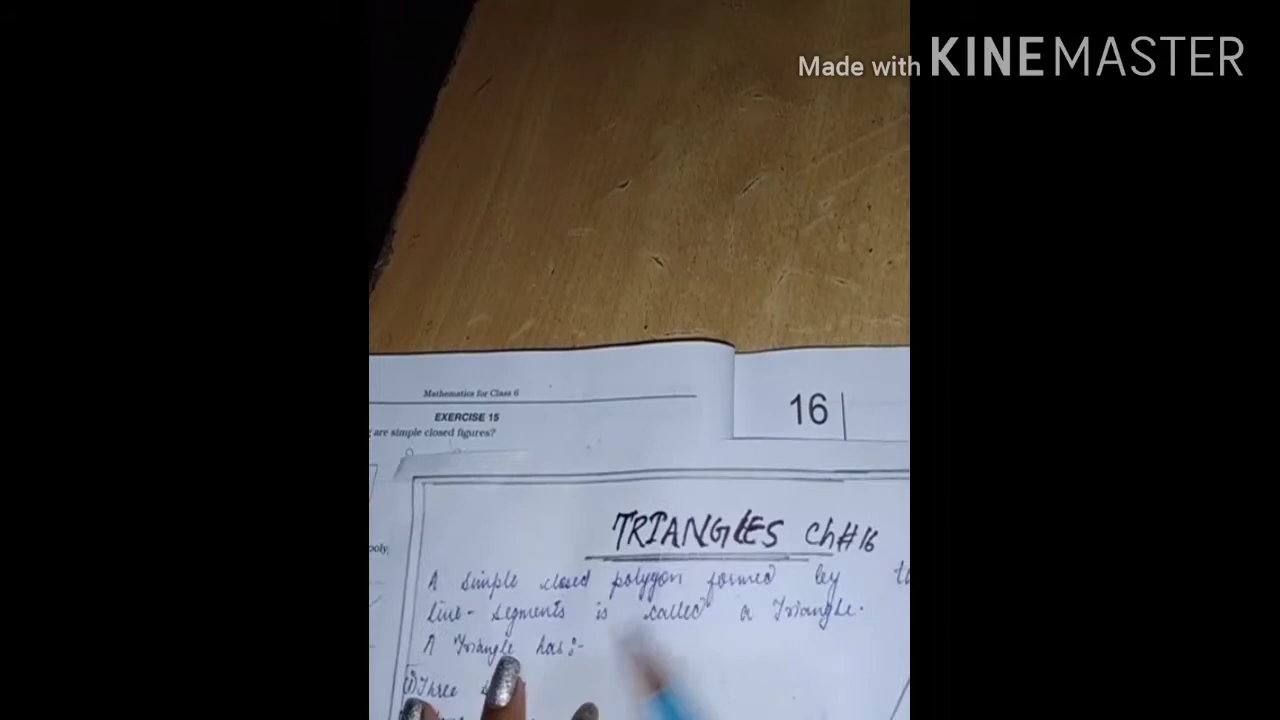 Made with KINEMASTER
Mathematics for Class 6
EXERCISE 15
are simple closed figures?
16
TRIANGLES Ch#16
A simple closed polygon formed by
line-segments is called a Triangle.
A Triangle has:-
(i) Three